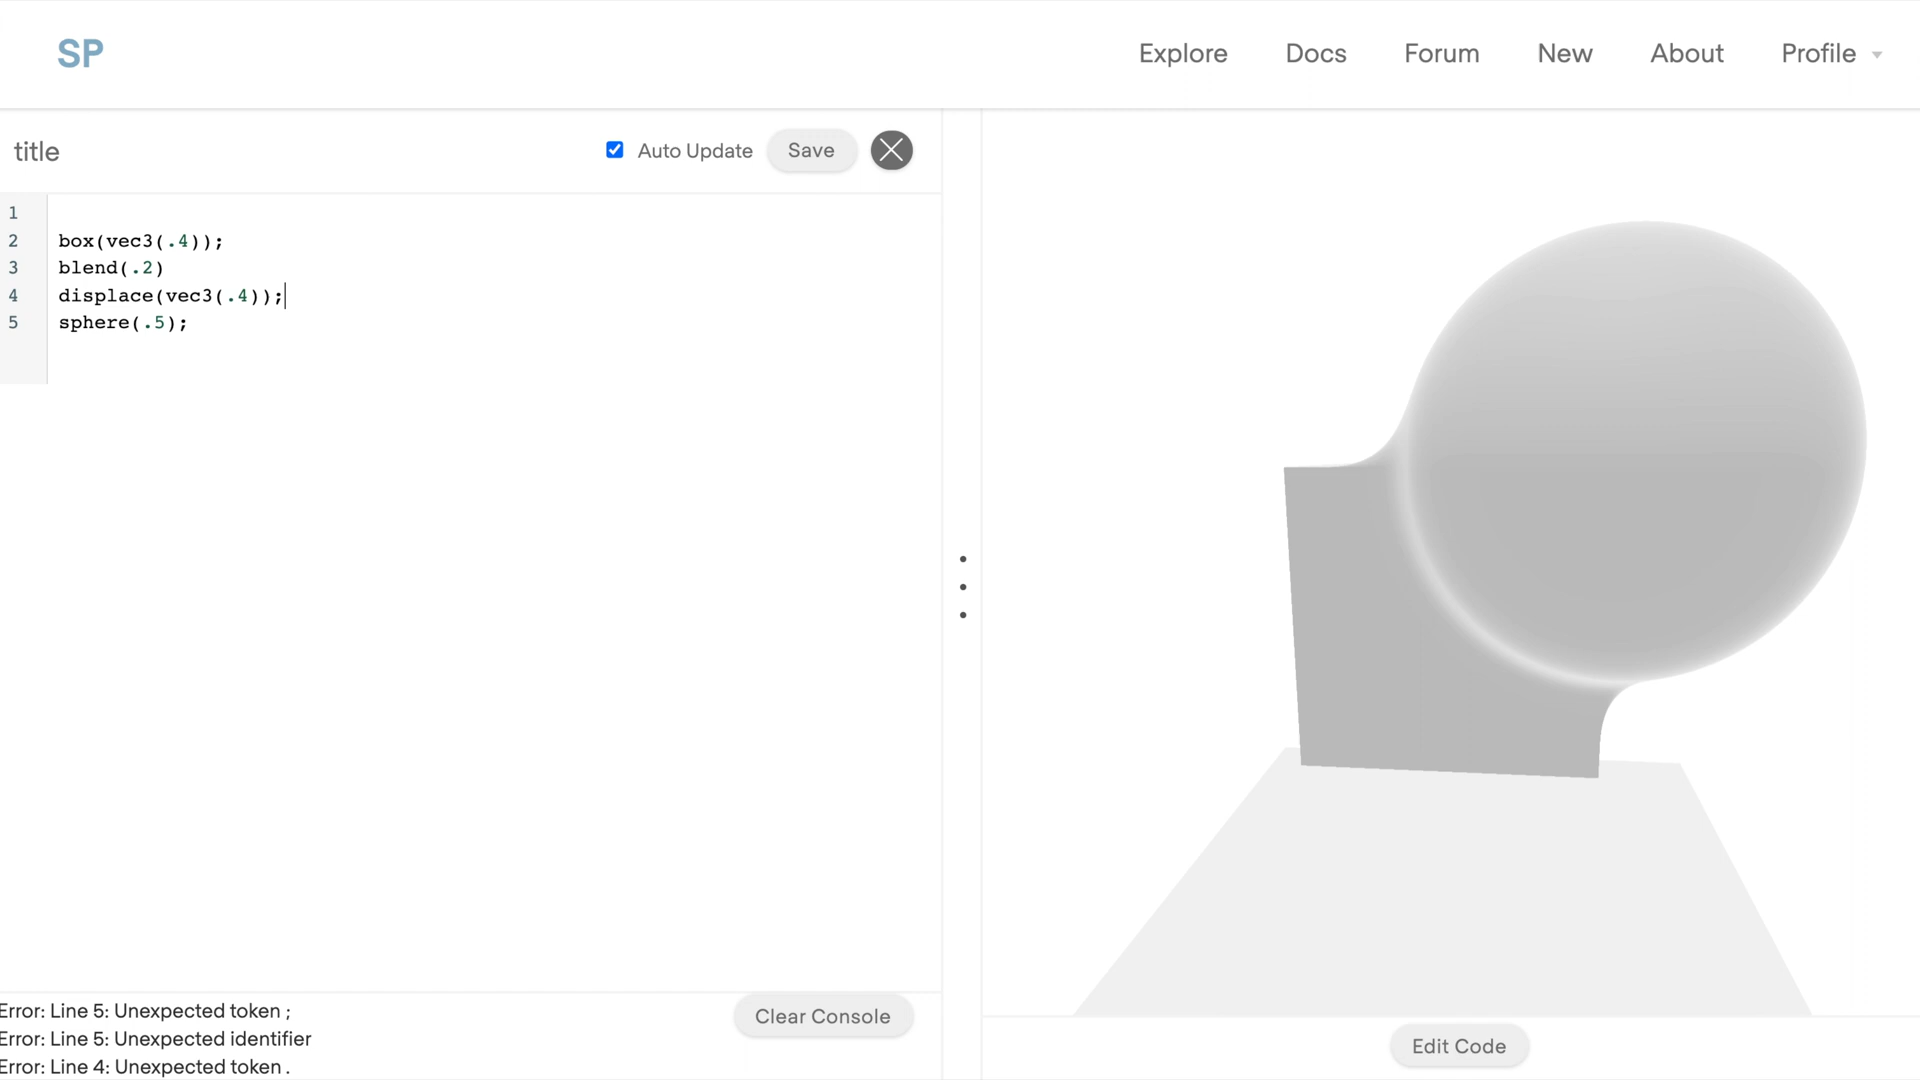 SP
Explore Docs Forum New About Profile
title
Auto Update Save
1
2 box(vec3(.4));
3 blend(.2)
4 displace(vec3(.4));
5 sphere(.5);
Error: Line 5: Unexpected token ;
Error: Line 5: Unexpected identifier
Error: Line 4: Unexpected token .
Clear Console
Edit Code